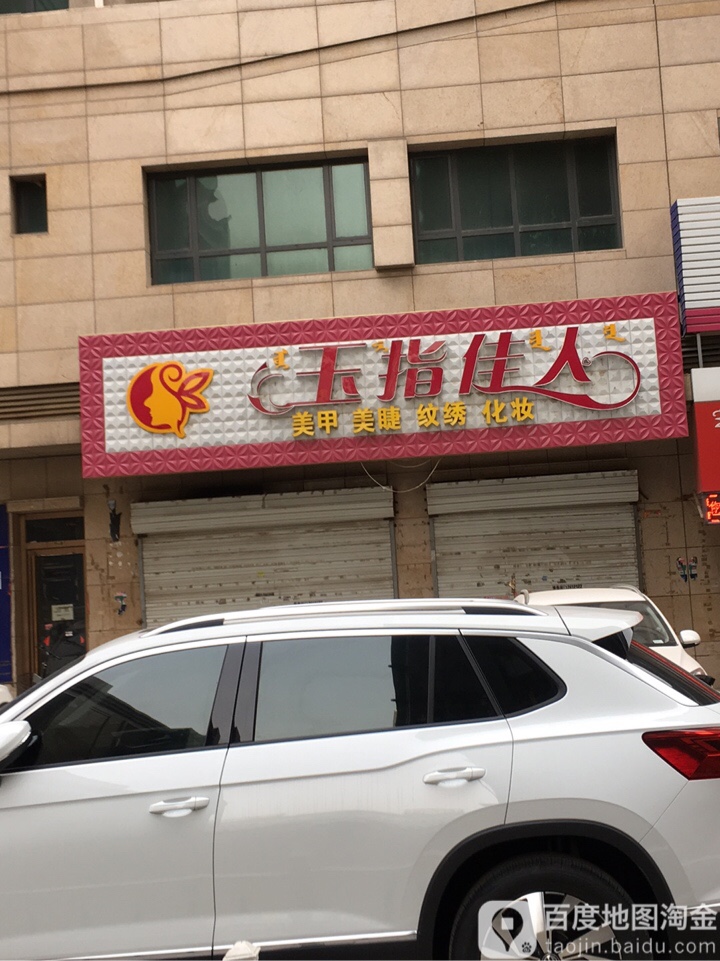 玉指佳人
美甲 美睫 纹绣 化妆
百度地图淘金
taojin.baidu.com